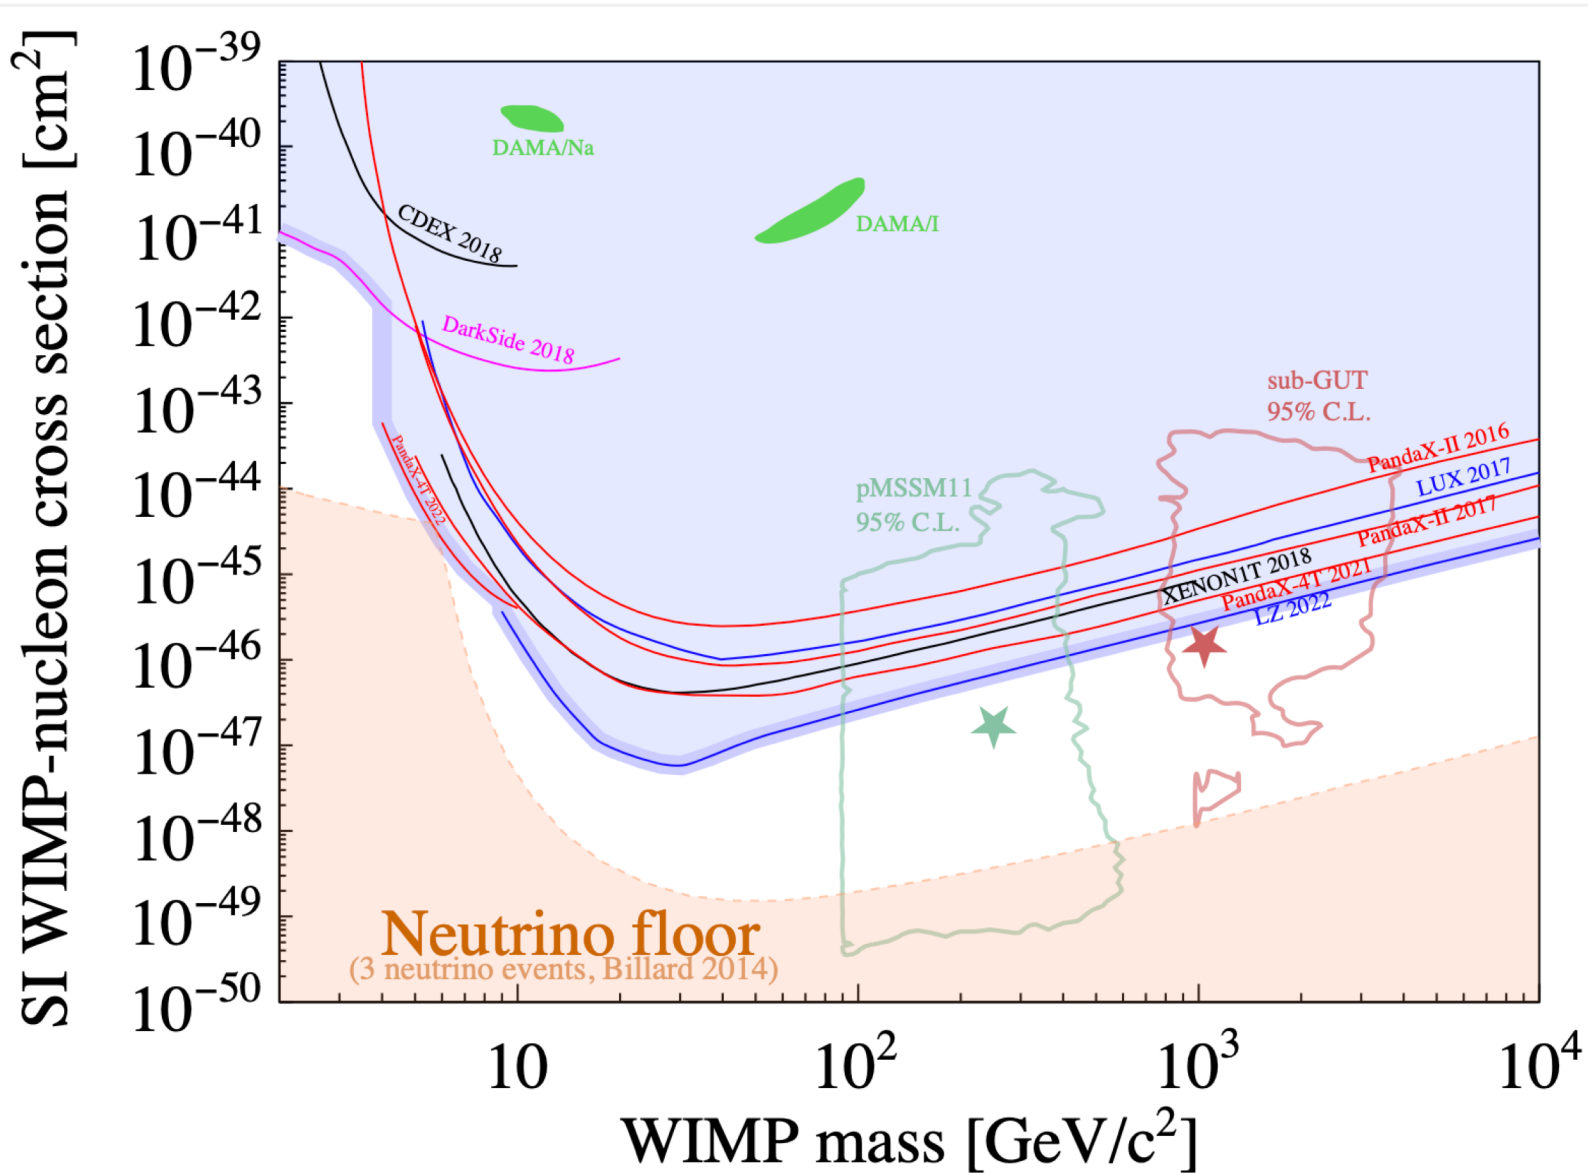 SI WIMP-nucleon cross section [cm²]
10⁻³⁹
10⁻⁴⁰
10⁻⁴¹
10⁻⁴²
10⁻⁴³
10⁻⁴⁴
10⁻⁴⁵
10⁻⁴⁶
10⁻⁴⁷
10⁻⁴⁸
10⁻⁴⁹
10⁻⁵⁰
DAMA/Na
DAMA/I
CDEX 2018
DarkSide 2018
sub-GUT
95% C.L.
PandaX-II 2016
LUX 2017
PandaX-4T 2022
pMSSM11
95% C.L.
PandaX-II 2017
XENON1T 2018
PandaX-4T 2021
LZ 2022
Neutrino floor
(3 neutrino events, Billard 2014)
10
10²
10³
10⁴
WIMP mass [GeV/c²]